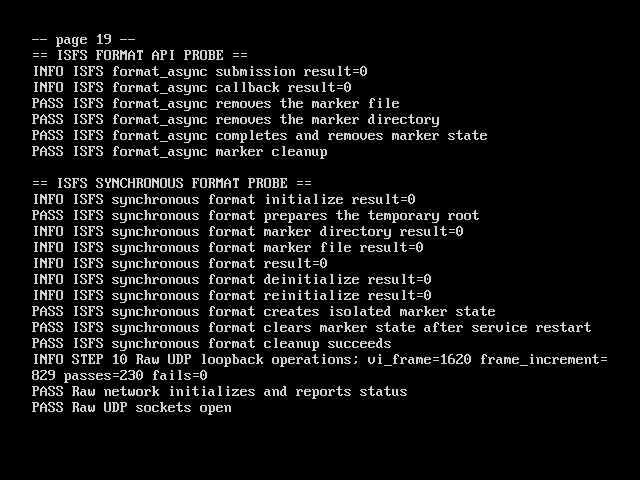 -- page 19 --
== ISFS FORMAT API PROBE ==
INFO ISFS format_async submission result=0
INFO ISFS format_async callback result=0
PASS ISFS format_async removes the marker file
PASS ISFS format_async removes the marker directory
PASS ISFS format_async completes and removes marker state
PASS ISFS format_async marker cleanup

== ISFS SYNCHRONOUS FORMAT PROBE ==
INFO ISFS synchronous format initialize result=0
PASS ISFS synchronous format prepares the temporary root
INFO ISFS synchronous format marker directory result=0
INFO ISFS synchronous format marker file result=0
INFO ISFS synchronous format result=0
INFO ISFS synchronous format deinitialize result=0
INFO ISFS synchronous format reinitialize result=0
PASS ISFS synchronous format creates isolated marker state
PASS ISFS synchronous format clears marker state after service restart
PASS ISFS synchronous format cleanup succeeds
INFO STEP 10 Raw UDP loopback operations; vi_frame=1620 frame_increment=
829 passes=230 fails=0
PASS Raw network initializes and reports status
PASS Raw UDP sockets open